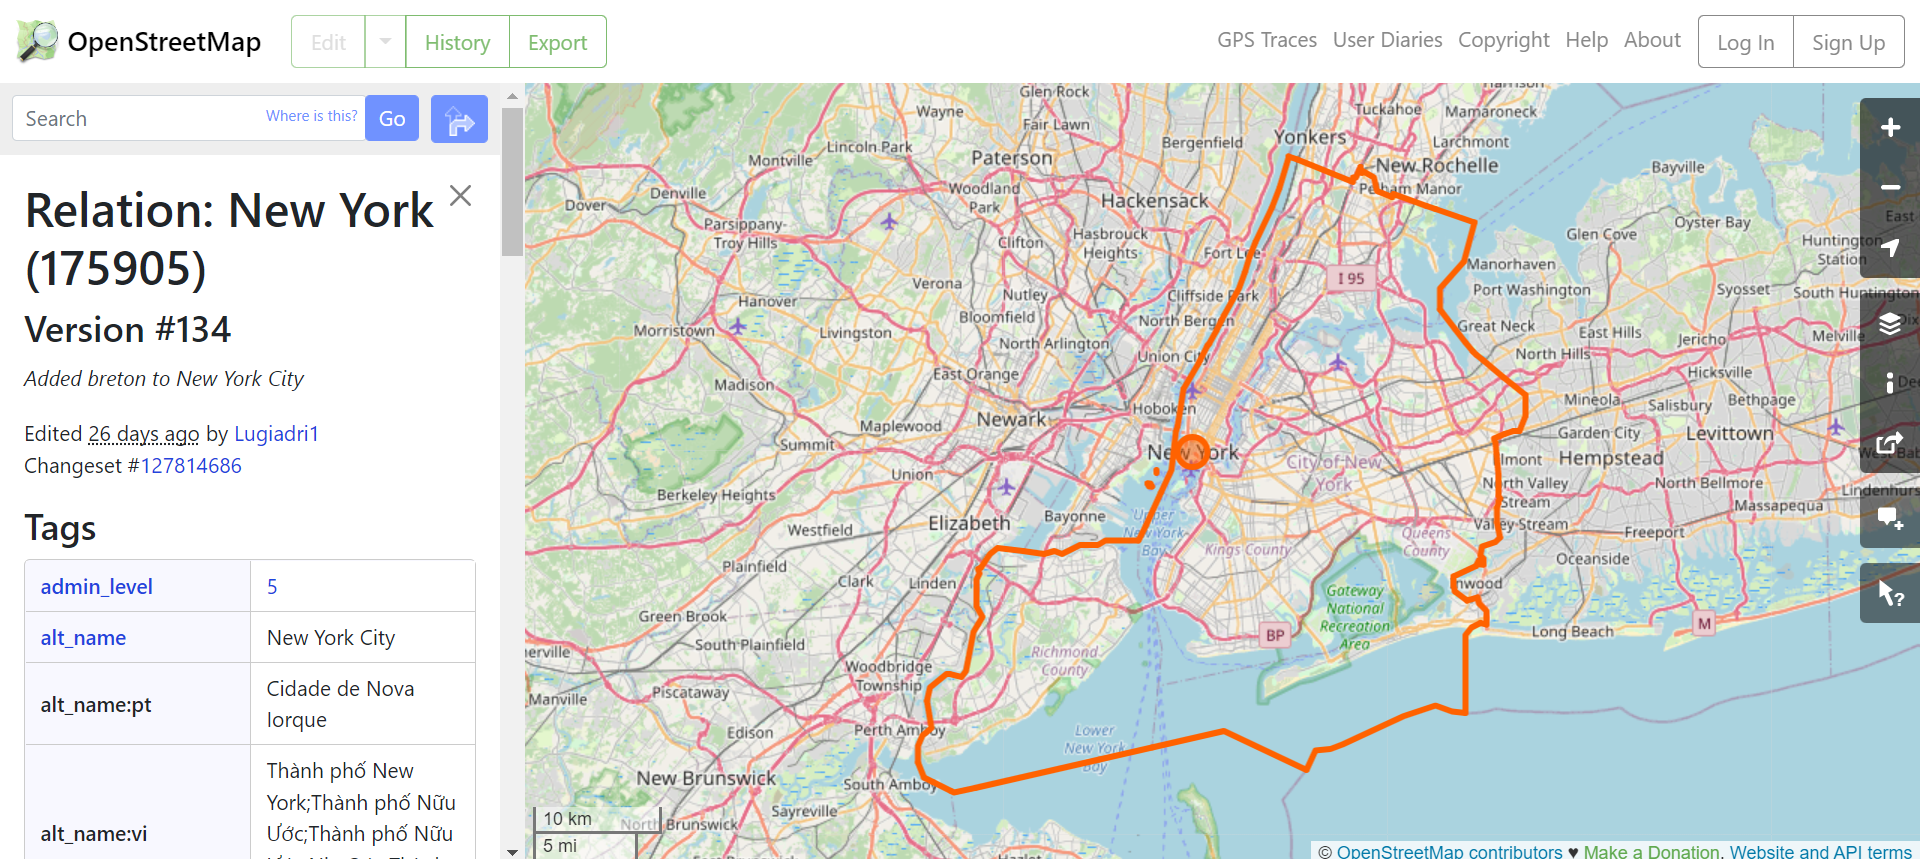 OpenStreetMap
Edit
History
Export
GPS Traces
User Diaries
Copyright
Help
About
Log In
Sign Up
Search
Where is this?
Go
Relation: New York
(175905)
Version #134
Added breton to New York City
Edited 26 days ago by Lugiadri1
Changeset #127814686
Tags
admin_level
5
alt_name
New York City
alt_name:pt
Cidade de Nova
Iorque
alt_name:vi
Thành phố New
York;Thành phố Nữu
Ước;Thành phố Nữu
Glen Rock
Wayne
Fair Lawn
Tuckahoe
Mamaroneck
Bergenfield
Yonkers
Lincoln Park
Larchmont
Montville
Paterson
New Rochelle
Bayville
Denville
Woodland
Park
Pelham Manor
Dover
Hackensack
Parsippany-
Troy Hills
Hasbrouck
Heights
Oyster Bay
East
Clifton
Fort Lee
Glen Cove
Huntington
Station
Manorhaven
I 95
Verona
Port Washington
Syosset
South Huntington
Hanover
Nutley
Cliffside Park
Bloomfield
North Bergen
Great Neck
Morristown
Livingston
East Hills
Jericho
Melville
North Arlington
Union City
North Hills
East Orange
Hicksville
Madison
Mineola
Salisbury
Bethpage
Hoboken
Newark
Maplewood
Garden City
Levittown
Summit
New York
City of New
York
Hempstead
Union
lmont
North Valley
Stream
North Bellmore
Lindenhurst
Berkeley Heights
Massapequa
Elizabeth
Bayonne
Upper
New York
Bay
Valley Stream
Freeport
Westfield
Queens
County
Kings County
Oceanside
Plainfield
Clark
Linden
nwood
Gateway
National
Recreation
Area
Green Brook
South Plainfield
BP
M
Long Beach
Richmond
County
Woodbridge
Township
Piscataway
Manville
Edison
Perth Amboy
Lower
New York
Bay
New Brunswick
South Amboy
Sayreville
10 km
North Brunswick
5 mi
© OpenStreetMap contributors ♥ Make a Donation. Website and API terms